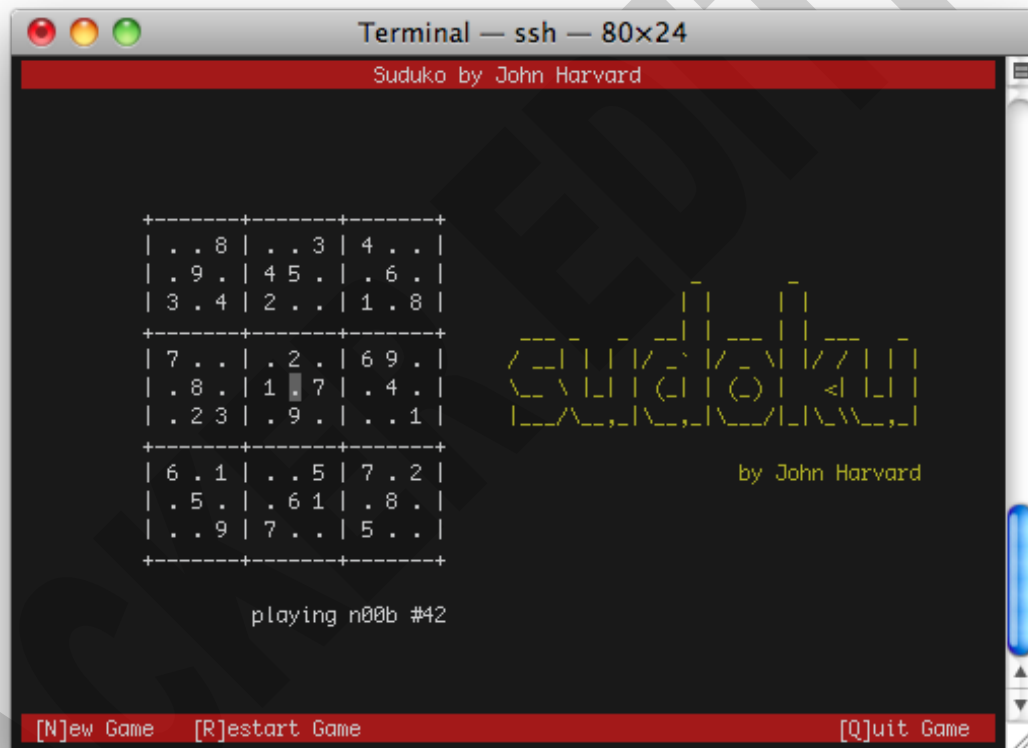 Terminal — ssh — 80×24
Suduko by John Harvard
+-------+-------+-------+
| . . 8 | . . 3 | 4 . . |
| . 9 . | 4 5 . | . 6 . |
| 3 . 4 | 2 . . | 1 . 8 |
+-------+-------+-------+
| 7 . . | . 2 . | 6 9 . |
| . 8 . | 1 . 7 | . 4 . |
| . 2 3 | . 9 . | . . 1 |
+-------+-------+-------+
| 6 . 1 | . . 5 | 7 . 2 |
| . 5 . | . 6 1 | . 8 . |
| . . 9 | 7 . . | 5 . . |
+-------+-------+-------+
sudoku
by John Harvard
playing n00b #42
[N]ew Game [R]estart Game [Q]uit Game